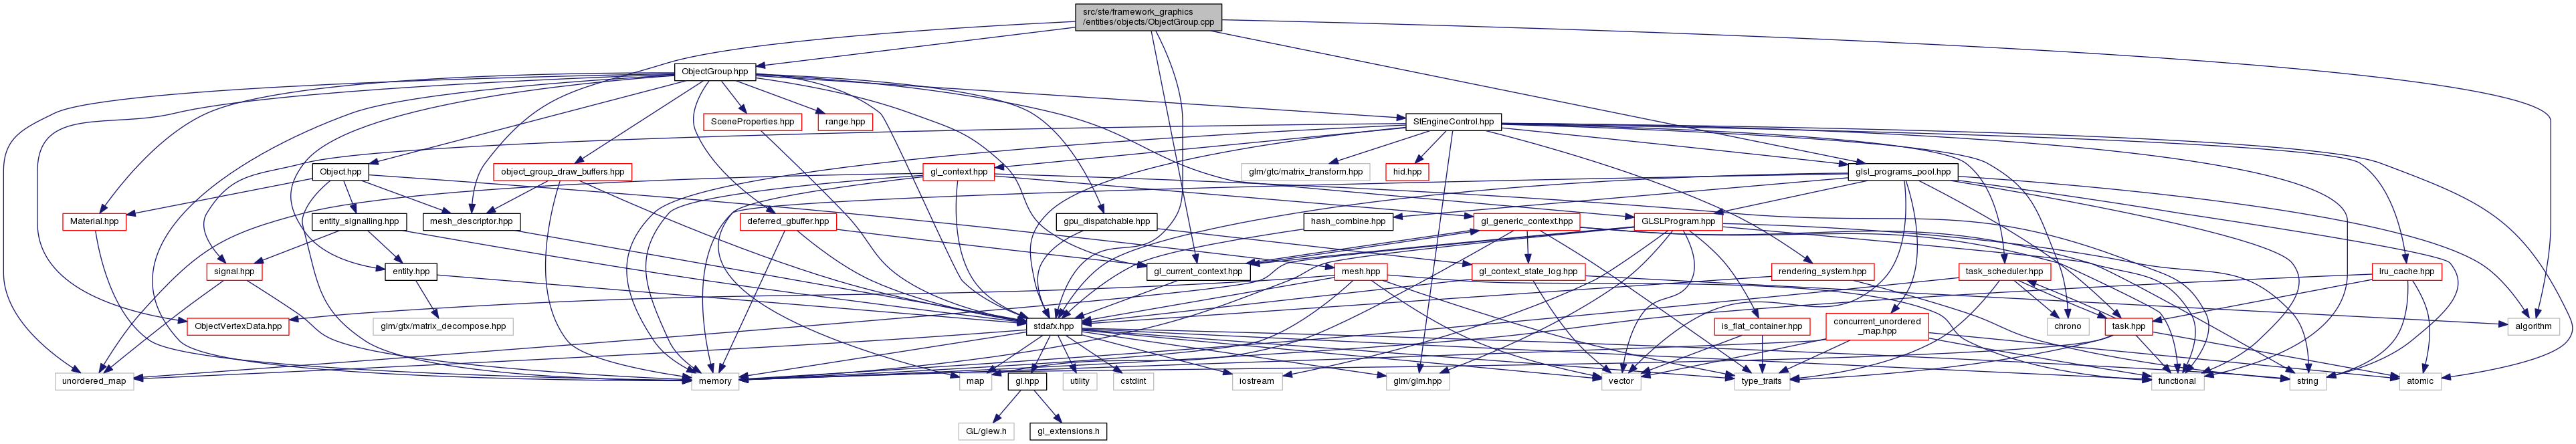 src/ste/framework_graphics
/entities/objects/ObjectGroup.cpp
ObjectGroup.hpp
SceneProperties.hpp
range.hpp
StEngineControl.hpp
Object.hpp
object_group_draw_buffers.hpp
gl_context.hpp
glm/gtc/matrix_transform.hpp
hid.hpp
glsl_programs_pool.hpp
Material.hpp
entity_signalling.hpp
mesh_descriptor.hpp
deferred_gbuffer.hpp
gpu_dispatchable.hpp
hash_combine.hpp
gl_generic_context.hpp
GLSLProgram.hpp
signal.hpp
entity.hpp
gl_current_context.hpp
mesh.hpp
gl_context_state_log.hpp
rendering_system.hpp
task_scheduler.hpp
lru_cache.hpp
ObjectVertexData.hpp
glm/gtx/matrix_decompose.hpp
stdafx.hpp
is_flat_container.hpp
concurrent_unordered
_map.hpp
chrono
task.hpp
algorithm
unordered_map
memory
map
gl.hpp
utility
cstdint
iostream
glm/glm.hpp
vector
type_traits
functional
string
atomic
GL/glew.h
gl_extensions.h